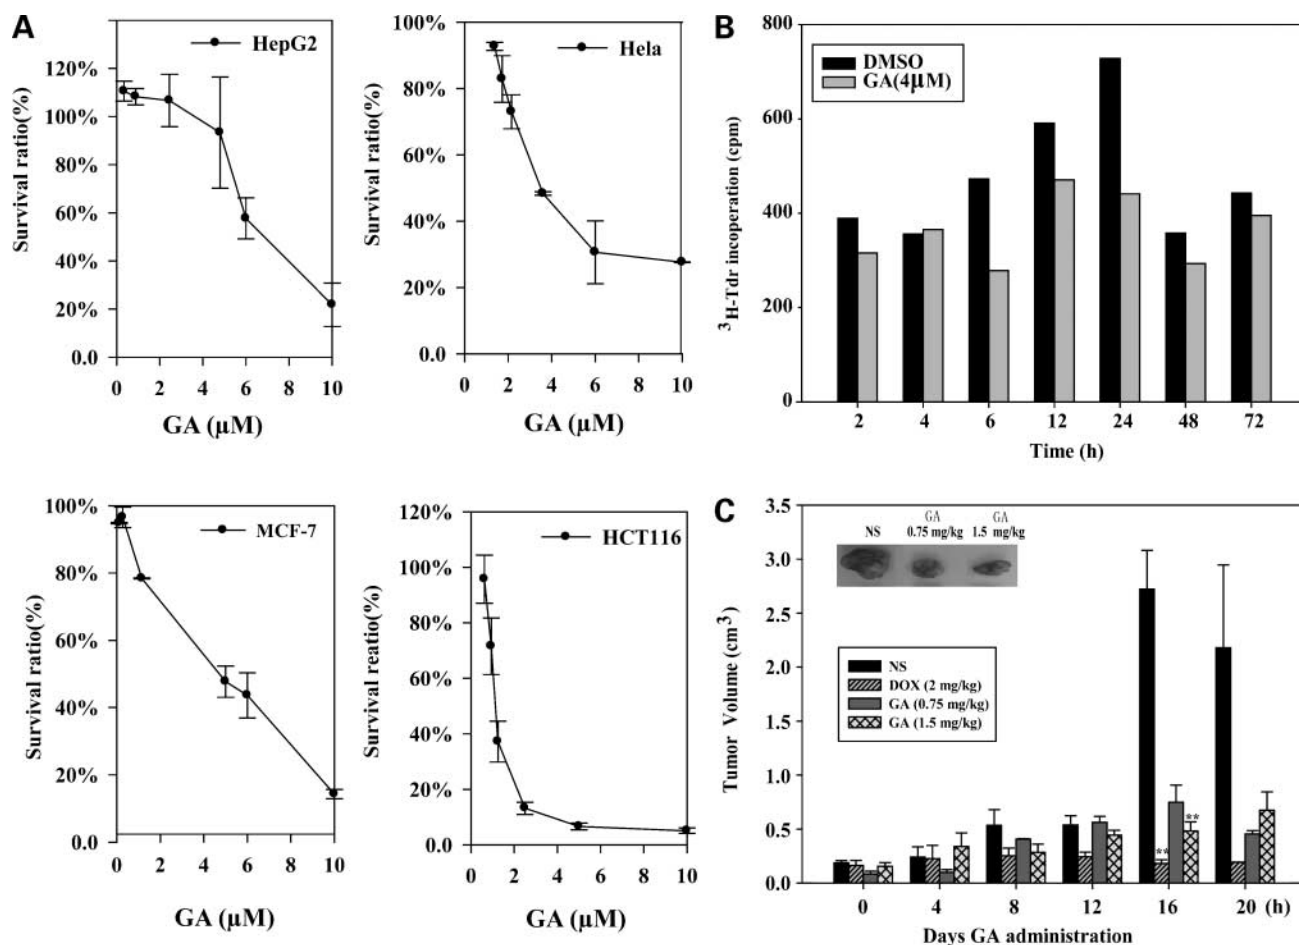 A
HepG2
120%
100%
80%
60%
40%
20%
0.0
Survival ratio(%)
0 2 4 6 8 10
GA (µM)
Hela
100%
80%
60%
40%
20%
0.0
Survival ratio(%)
0 2 4 6 8 10
GA (µM)
B
DMSO
GA(4µM)
800
600
400
200
0
³H-Tdr incoperation (cpm)
2 4 6 12 24 48 72
Time (h)
MCF-7
100%
80%
60%
40%
20%
0.0
Survival ratio(%)
0 2 4 6 8 10
GA (µM)
HCT116
120%
100%
80%
60%
40%
20%
0.0
Survival reatio(%)
0 2 4 6 8 10
GA (µM)
C
GA GA
NS 0.75 mg/kg 1.5 mg/kg
NS
DOX (2 mg/kg)
GA (0.75 mg/kg)
GA (1.5 mg/kg)
3.5
3.0
2.5
2.0
1.5
1.0
0.5
0.0
Tumor Volume (cm³)
** **
0 4 8 12 16 20 (h)
Days GA administration